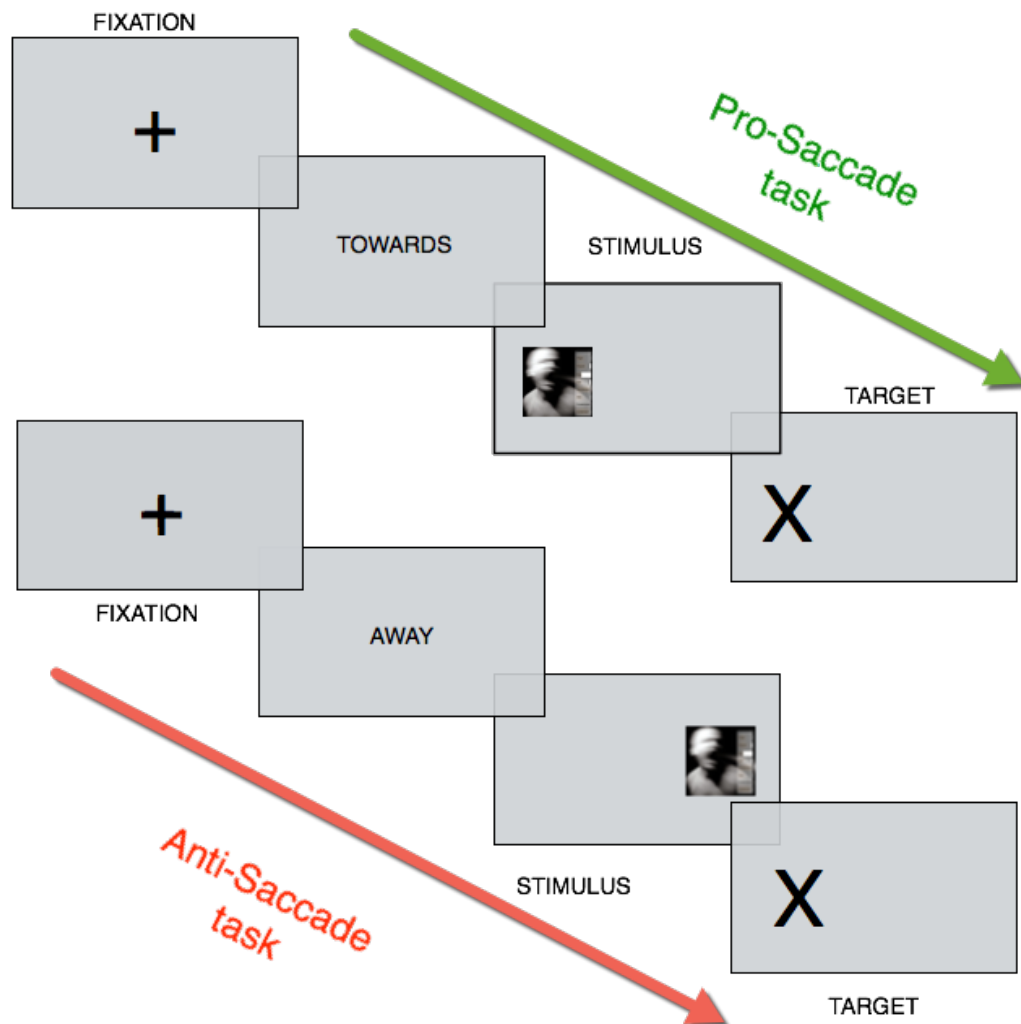 FIXATION
+
TOWARDS
STIMULUS
Pro-Saccade
task
TARGET
X
+
FIXATION
AWAY
STIMULUS
Anti-Saccade
task
X
TARGET